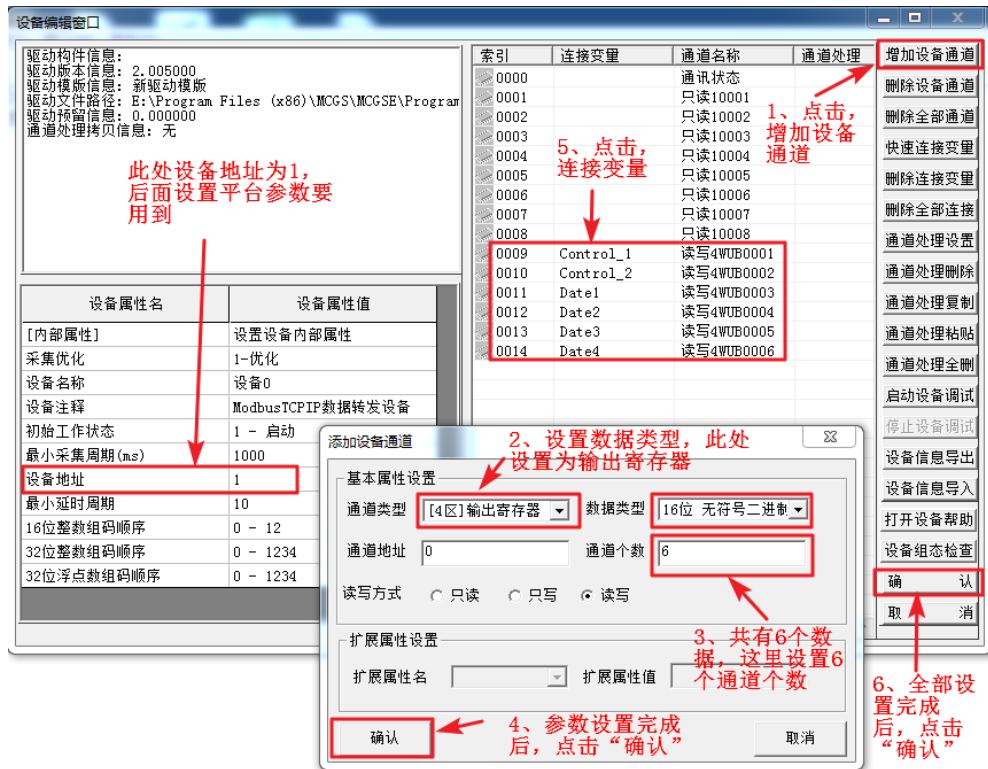 设备编辑窗口
驱动构件信息:
驱动版本信息: 2.005000
驱动模版信息: 新驱动模版
驱动文件路径: E:\Program Files (x86)\MCGS\MCGSE\Program
驱动预留信息: 0.000000
通道处理拷贝信息: 无
此处设备地址为1,
后面设置平台参数要
用到
设备属性名 设备属性值
[内部属性] 设置设备内部属性
采集优化 1-优化
设备名称 设备0
设备注释 ModbusTCPIP数据转发设备
初始工作状态 1 - 启动
最小采集周期(ms) 1000
设备地址 1
最小延时周期 10
16位整数组码顺序 0 - 12
32位整数组码顺序 0 - 1234
32位浮点数组码顺序 0 - 1234
索引 连接变量 通道名称 通道处理
0000 通讯状态
0001 只读10001
0002 只读10002
0003 只读10003
0004 只读10004
0005 只读10005
0006 只读10006
0007 只读10007
0008 只读10008
0009 Control_1 读写4WUB0001
0010 Control_2 读写4WUB0002
0011 Date1 读写4WUB0003
0012 Date2 读写4WUB0004
0013 Date3 读写4WUB0005
0014 Date4 读写4WUB0006
5、点击,
连接变量
1、点击,
增加设备
通道
增加设备通道
删除设备通道
删除全部通道
快速连接变量
删除连接变量
删除全部连接
通道处理设置
通道处理删除
通道处理复制
通道处理粘贴
通道处理全删
启动设备调试
停止设备调试
设备信息导出
设备信息导入
打开设备帮助
设备组态检查
确 认
取 消
添加设备通道
2、设置数据类型, 此处
设置为输出寄存器
基本属性设置
通道类型 [4区]输出寄存器 数据类型 16位 无符号二进制
通道地址 0 通道个数 6
读写方式 只读 只写 读写
3、共有6个数
据, 这里设置6
个通道个数
扩展属性设置
扩展属性名 扩展属性值
确认 取消
4、参数设置完成
后, 点击“确认”
6、全部设
置完成
后, 点击
“确认”